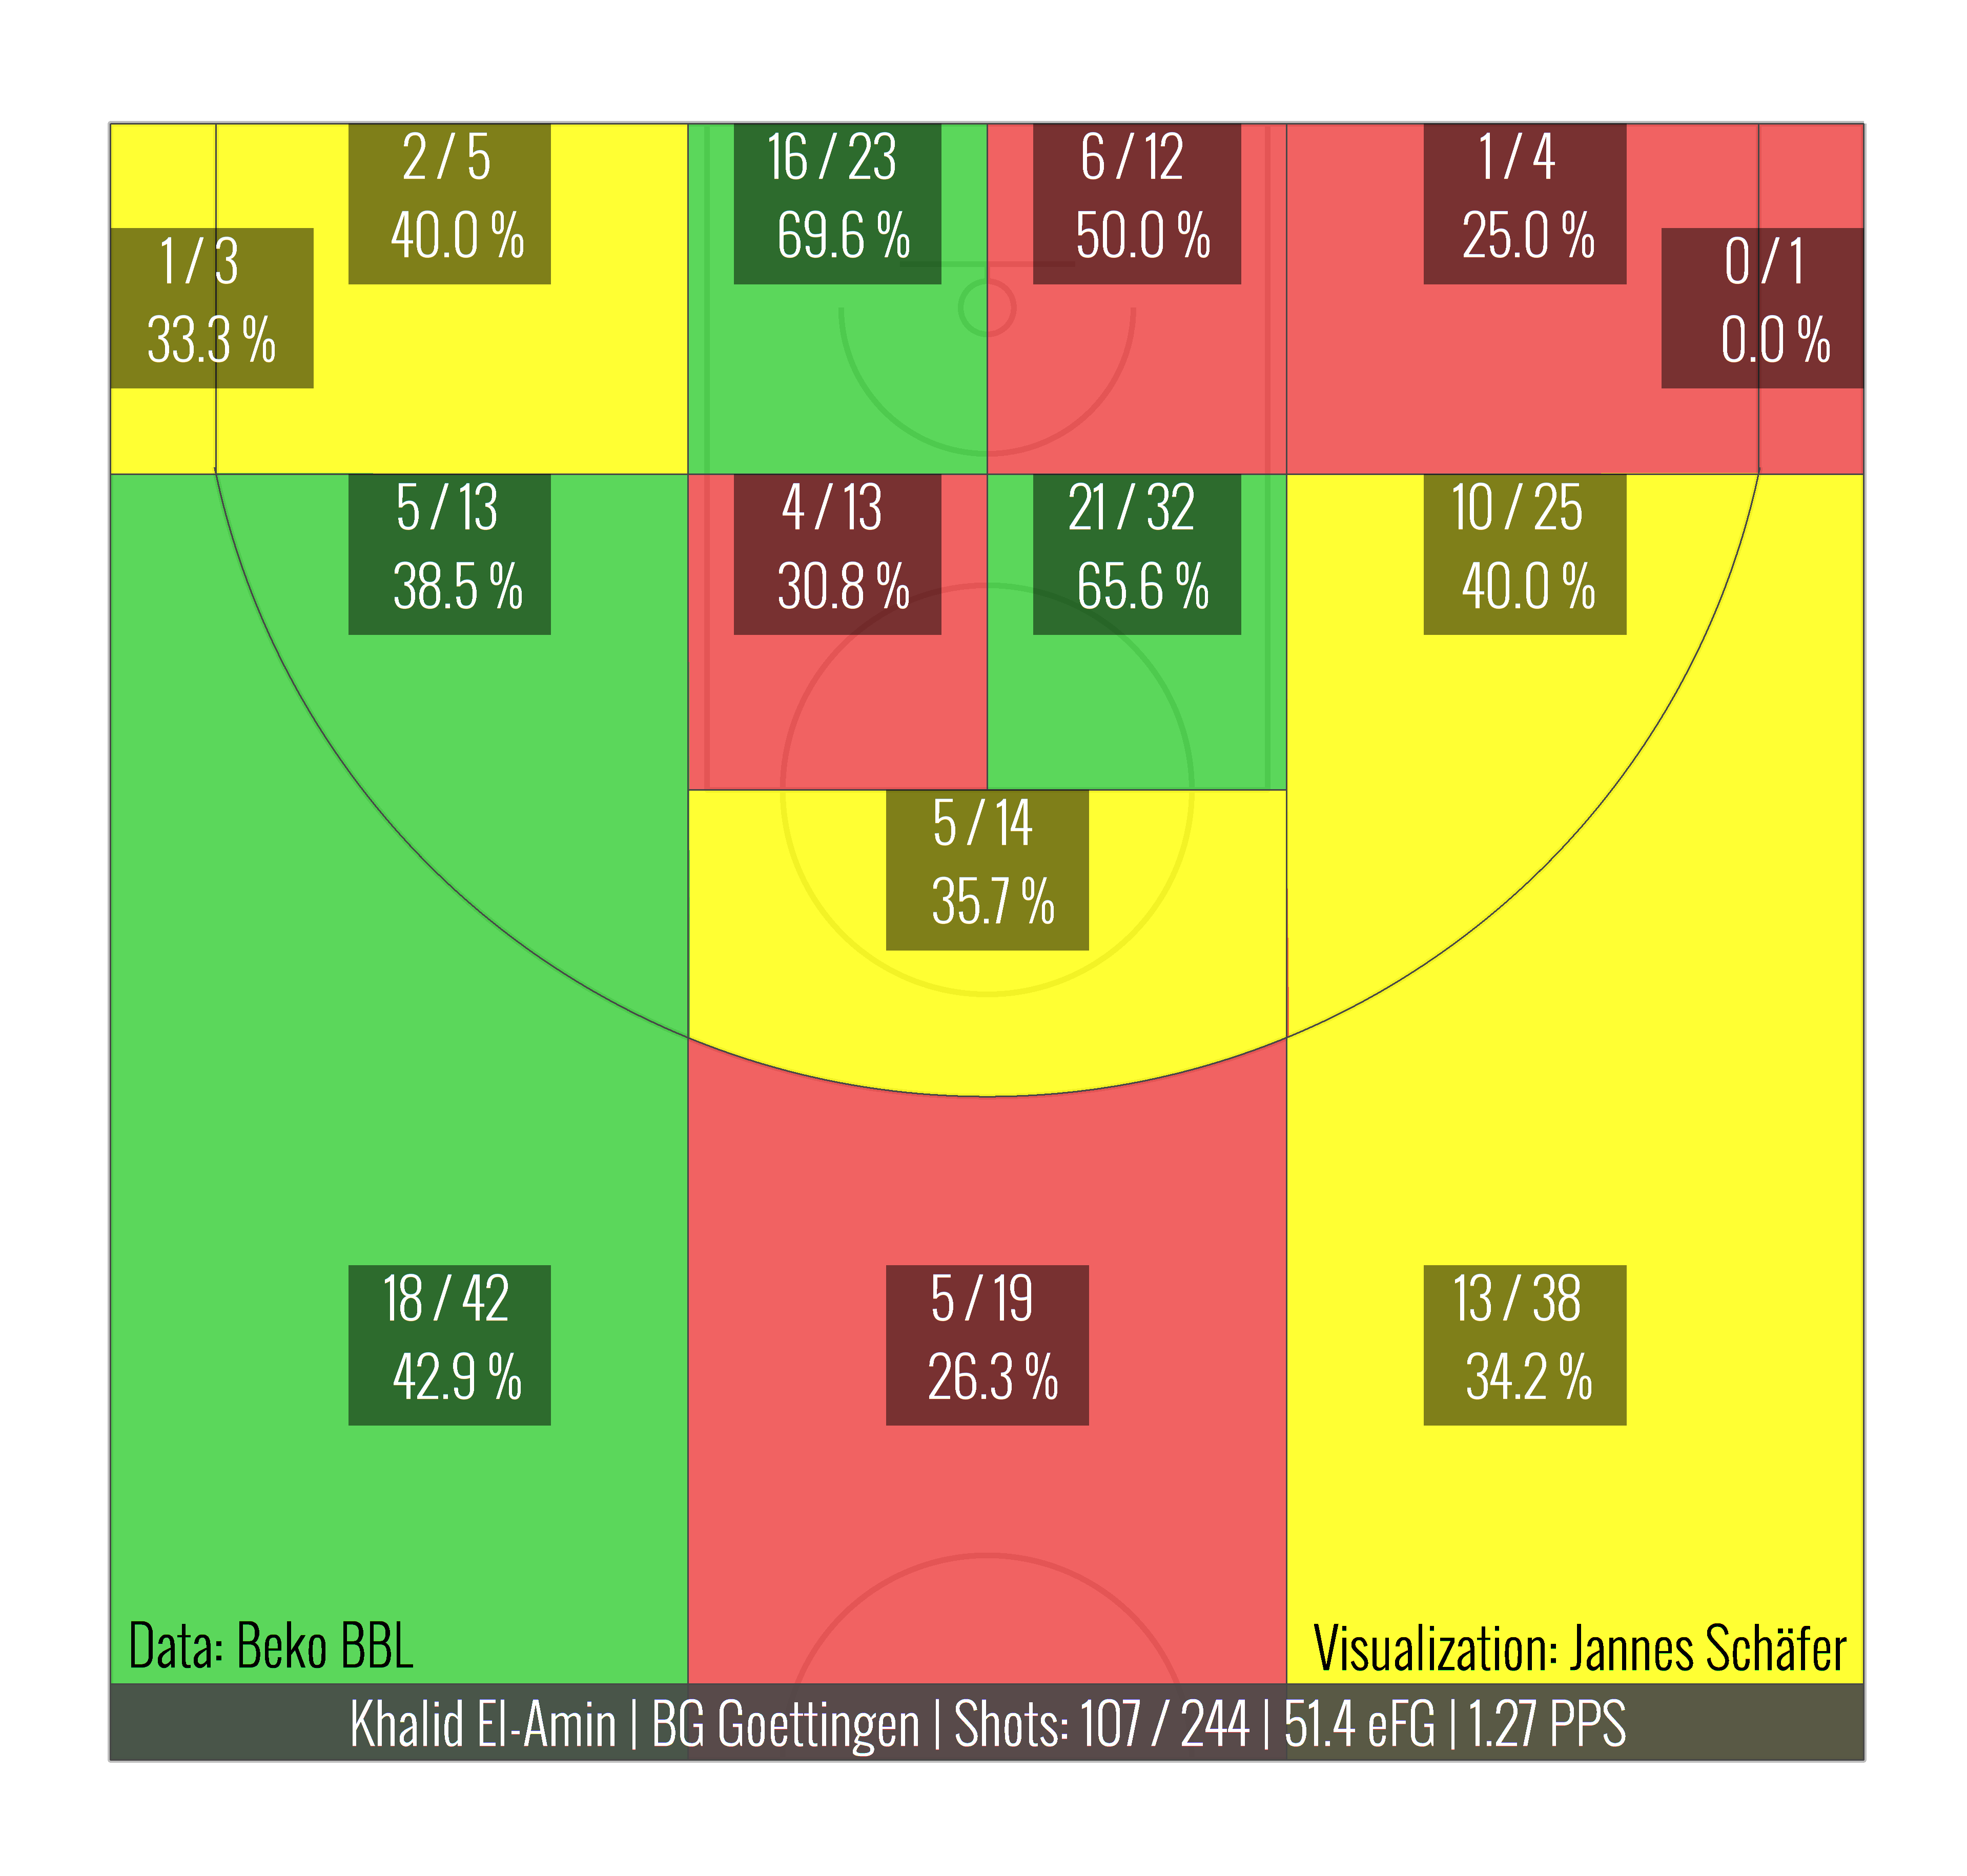 2 / 5
40.0 %
16 / 23
69.6 %
6 / 12
50.0 %
1 / 4
25.0 %
1 / 3
33.3 %
0 / 1
0.0 %
5 / 13
38.5 %
4 / 13
30.8 %
21 / 32
65.6 %
10 / 25
40.0 %
5 / 14
35.7 %
18 / 42
42.9 %
5 / 19
26.3 %
13 / 38
34.2 %
Data: Beko BBL
Visualization: Jannes Schäfer
Khalid El-Amin | BG Goettingen | Shots: 107 / 244 | 51.4 eFG | 1.27 PPS